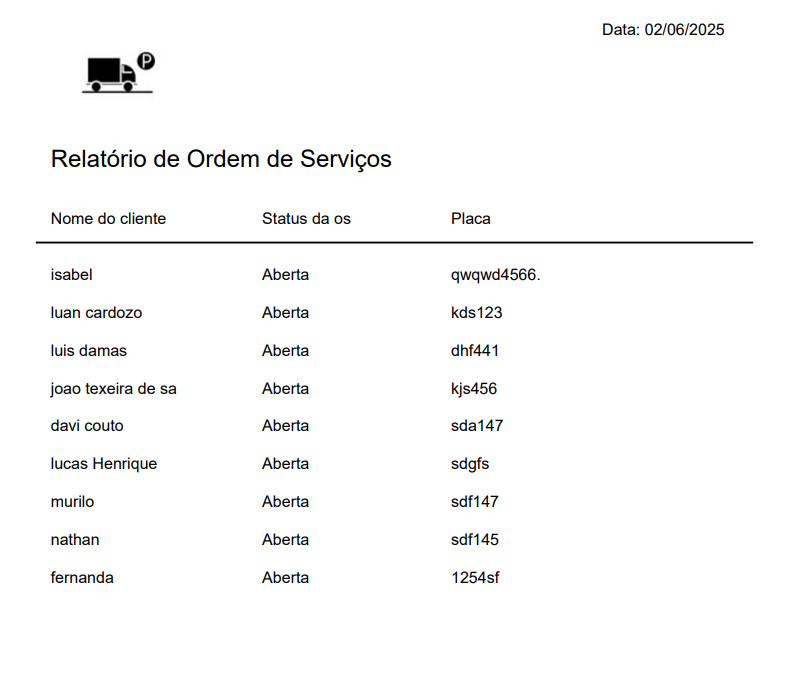 Data: 02/06/2025
P
Relatório de Ordem de Serviços
Nome do cliente Status da os Placa
isabel Aberta qwqwd4566.
luan cardozo Aberta kds123
luis damas Aberta dhf441
joao texeira de sa Aberta kjs456
davi couto Aberta sda147
lucas Henrique Aberta sdgfs
murilo Aberta sdf147
nathan Aberta sdf145
fernanda Aberta 1254sf